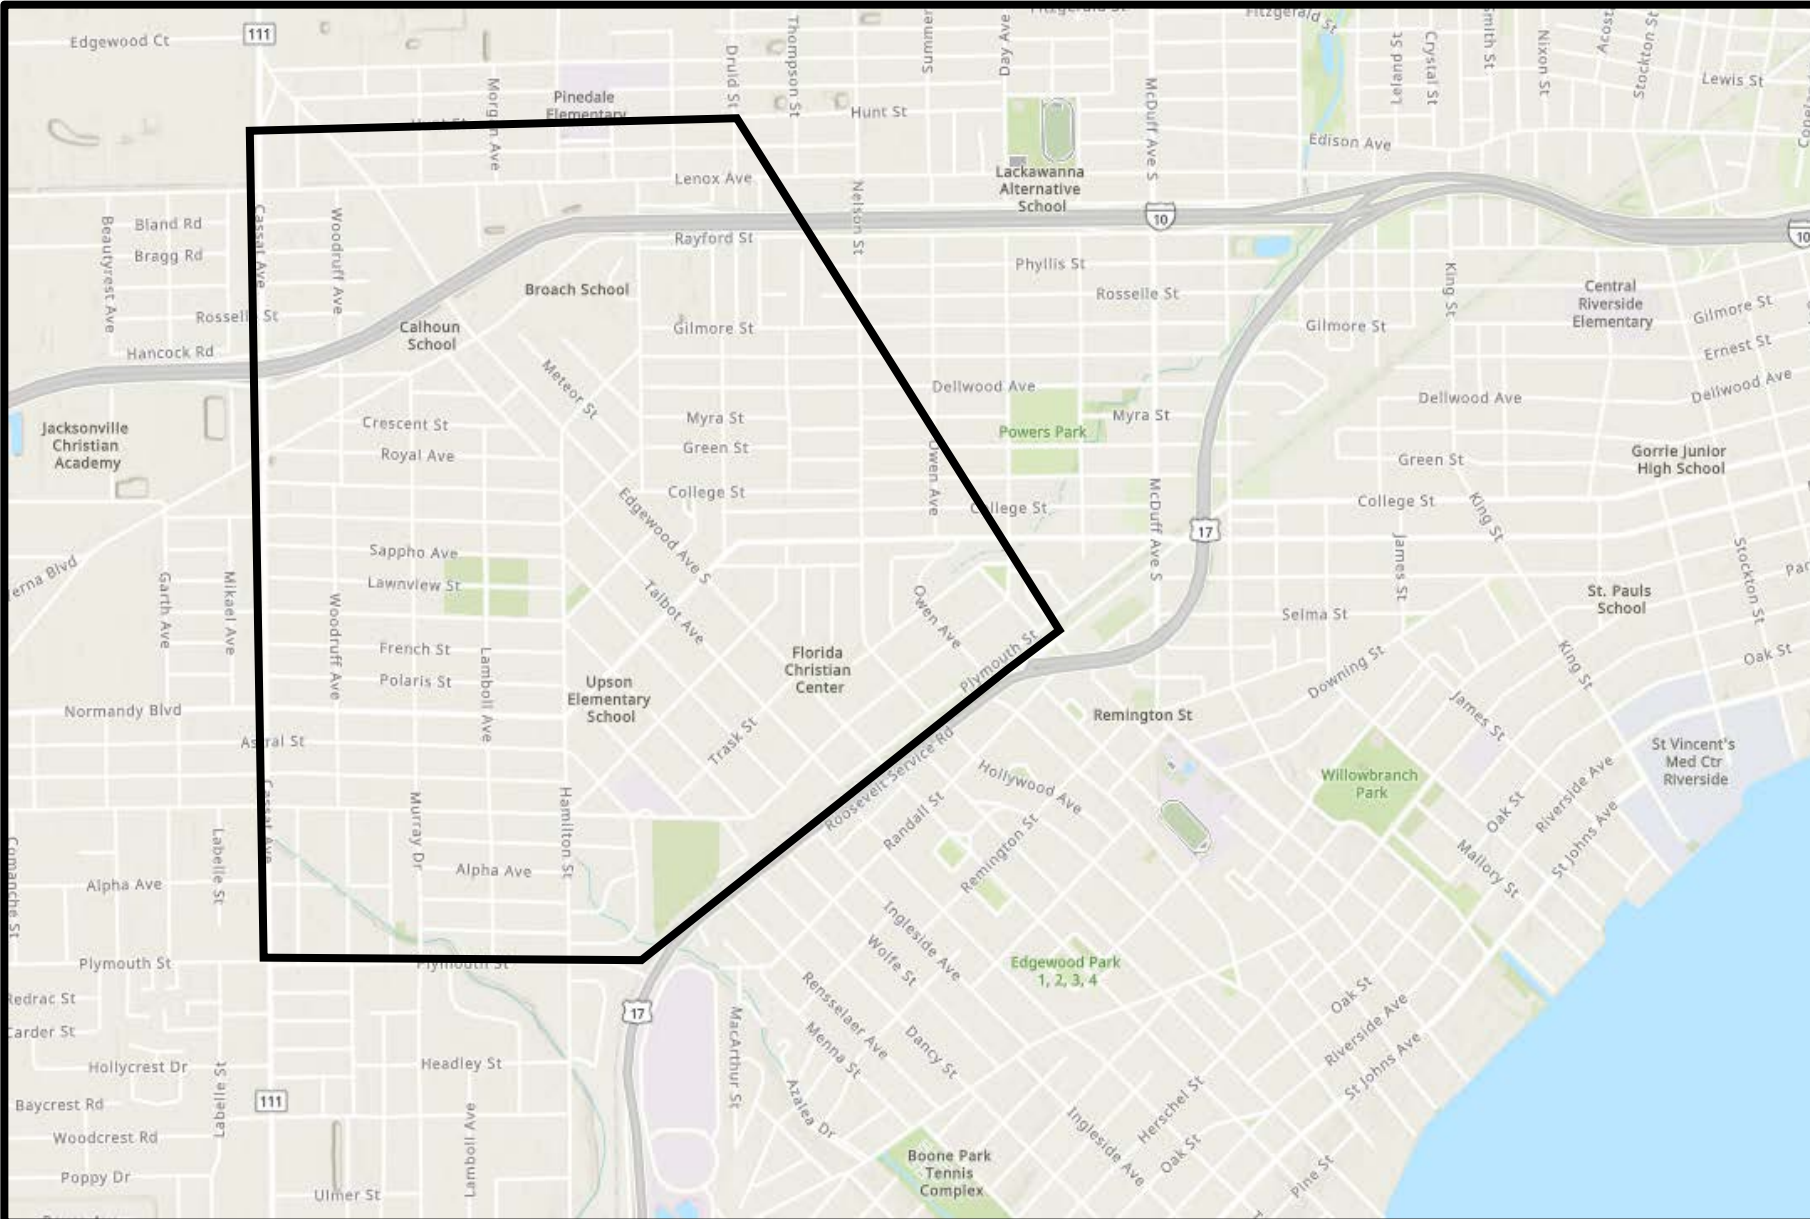 Fitzgerald St
Fitzgerald St
Edgewood Ct
111
Druid St
Thompson St
Day Ave
Leland St
Crystal St
Nixon St
Stockton St
Lewis St
Morgan Ave
Pinedale
Elementary
Hunt St
Hunt St
McDuff Ave S
Edison Ave
Lenox Ave
Lackawanna
Alternative
School
10
10
Beautyrest Ave
Bland Rd
Bragg Rd
Cassat Ave
Woodruff Ave
Nelson St
Rayford St
Phyllis St
Rosselle St
Broach School
King St
Central
Riverside
Elementary
Rosselle St
Calhoun
School
Gilmore St
Gilmore St
Gilmore St
Ernest St
Hancock Rd
Meteor St
Dellwood Ave
Dellwood Ave
Dellwood Ave
Jacksonville
Christian
Academy
Crescent St
Royal Ave
Myra St
Green St
College St
Powers Park
Myra St
Green St
Gorrie Junior
High School
Owen Ave
College St
College St
King St
McDuff Ave S
17
Edgewood Ave S
Sappho Ave
Lawnview St
Garth Ave
Mikael Ave
Woodruff Ave
Talbot Ave
Owen Ave
James St
Stockton St
St. Pauls
School
Selma St
French St
Polaris St
Lamboll Ave
Florida
Christian
Center
Plymouth St
Downing St
King St
Oak St
Upson
Elementary
School
Normandy Blvd
Astral St
Trask St
Roosevelt Service Rd
Remington St
James St
St Vincent's
Med Ctr
Riverside
Cassat Ave
Murray Dr
Hamilton St
Hollywood Ave
Randall St
Remington St
Willowbranch
Park
Oak St
Riverside Ave
St Johns Ave
Mallory St
Comanche St
Labelle St
Alpha Ave
Alpha Ave
Ingleside Ave
Wolfe St
Edgewood Park
1, 2, 3, 4
Plymouth St
Plymouth St
Redrac St
Carder St
17
Rensselaer Ave
Menna St
Dancy St
Oak St
Riverside Ave
St Johns Ave
Hollycrest Dr
Headley St
MacArthur St
Azalea Dr
Herschel St
Baycrest Rd
Labelle St
111
Lamboll Ave
Ingleside Ave
Oak St
Woodcrest Rd
Poppy Dr
Ulmer St
Boone Park
Tennis
Complex
Pine St